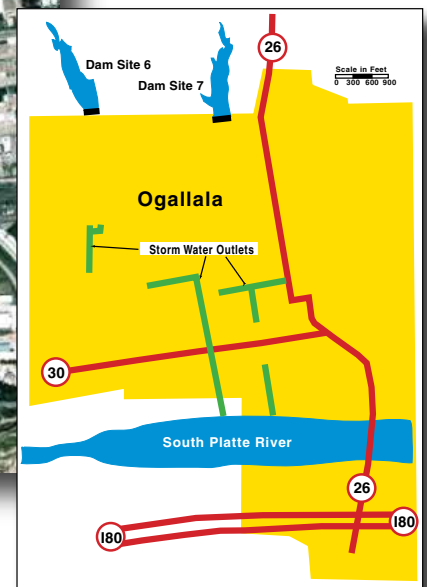 26
Dam Site 6
Scale in Feet
0 300 600 900
Dam Site 7
Ogallala
Storm Water Outlets
30
South Platte River
26
I80
I80